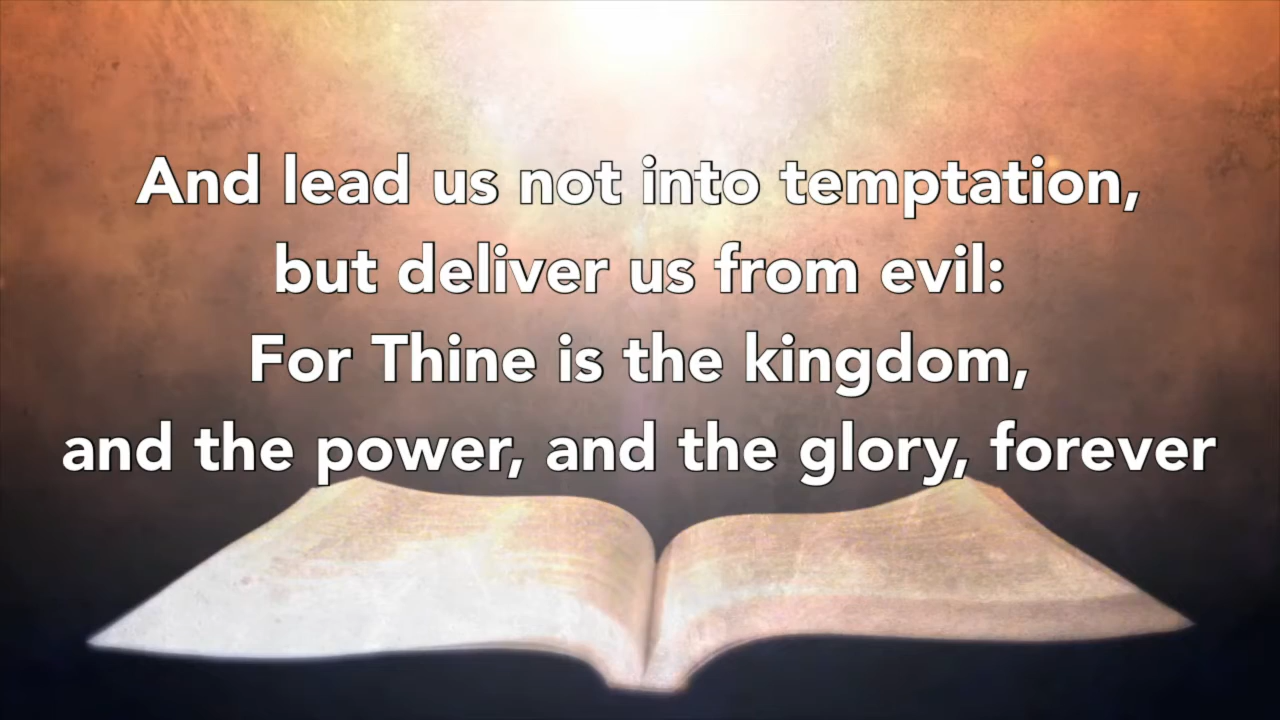 And lead us not into temptation,
but deliver us from evil:
For Thine is the kingdom,
and the power, and the glory, forever